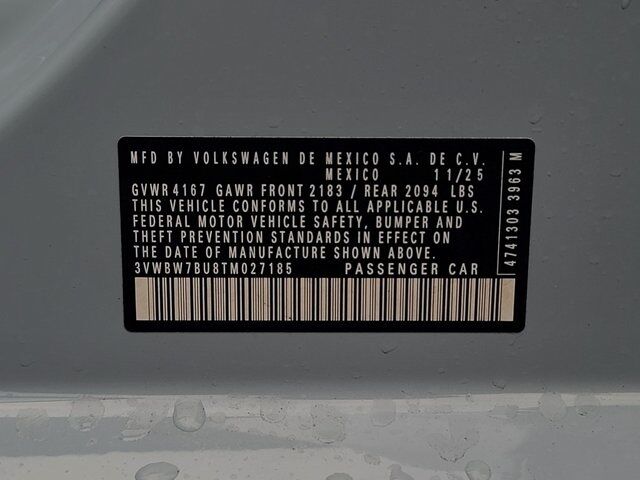 MFD BY VOLKSWAGEN DE MEXICO S.A. DE C.V.
MEXICO 11/25
GVWR 4167 GAWR FRONT 2183 / REAR 2094 LBS
THIS VEHICLE CONFORMS TO ALL APPLICABLE U.S.
FEDERAL MOTOR VEHICLE SAFETY, BUMPER AND
THEFT PREVENTION STANDARDS IN EFFECT ON
THE DATE OF MANUFACTURE SHOWN ABOVE.
3VWBW7BU8TM027185 PASSENGER CAR
4741303 3963 M